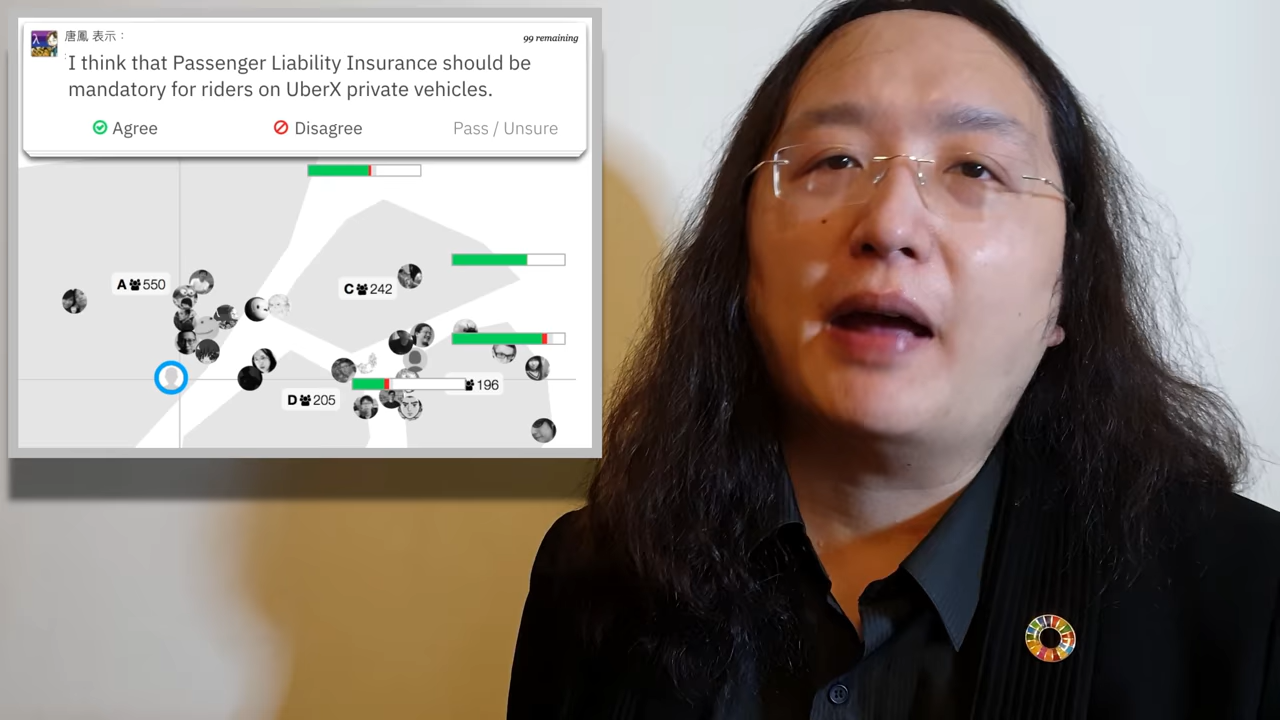 唐鳳 表示：
99 remaining
I think that Passenger Liability Insurance should be
mandatory for riders on UberX private vehicles.
Agree
Disagree
Pass / Unsure
A 550
C 242
D 205
196